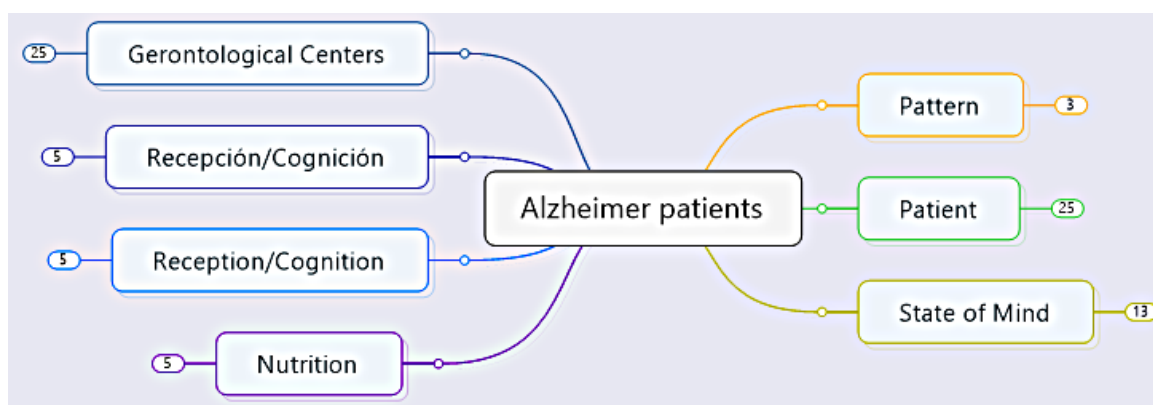 25
Gerontological Centers
5
Recepción/Cognición
5
Reception/Cognition
5
Nutrition
Alzheimer patients
Pattern
3
Patient
25
State of Mind
13